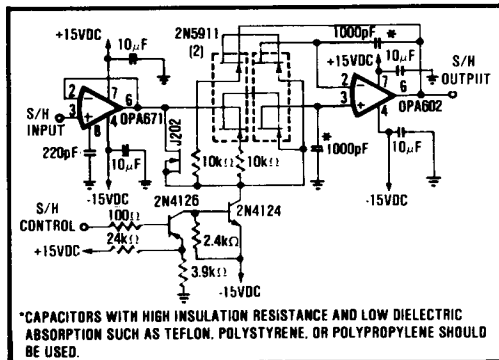 +15VDC
10µF
2N5911
(2)
1000pF *
+15VDC
10µF
S/H
OUTPUT
7
2
6
3
4
8
OPA671
S/H
INPUT
220pF
10µF
-15VDC
J202
10kΩ
10kΩ
*
1000pF
7
2
6
3
4
OPA602
10µF
-15VDC
S/H
CONTROL
100Ω
2N4126
2N4124
24kΩ
+15VDC
2.4kΩ
3.9kΩ
-15VDC
*CAPACITORS WITH HIGH INSULATION RESISTANCE AND LOW DIELECTRIC
ABSORPTION SUCH AS TEFLON, POLYSTYRENE, OR POLYPROPYLENE SHOULD
BE USED.